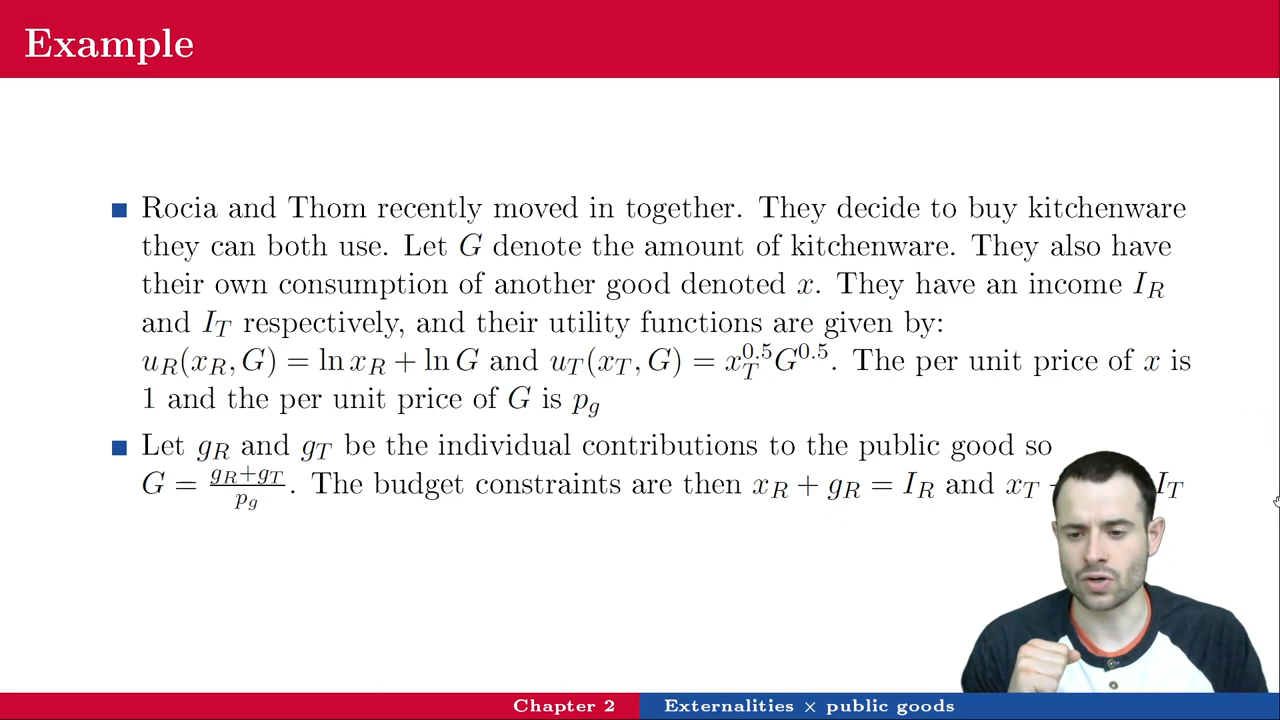 Example
Rocia and Thom recently moved in together. They decide to buy kitchenware
they can both use. Let G denote the amount of kitchenware. They also have
their own consumption of another good denoted x. They have an income I_R
and I_T respectively, and their utility functions are given by:
u_R(x_R, G) = ln x_R + ln G and u_T(x_T, G) = x_T^{0.5}G^{0.5}. The per unit price of x is
1 and the per unit price of G is p_g
Let g_R and g_T be the individual contributions to the public good so
G = \frac{g_R+g_T}{p_g}. The budget constraints are then x_R + g_R = I_R and x_T I_T
Chapter 2 Externalities × public goods